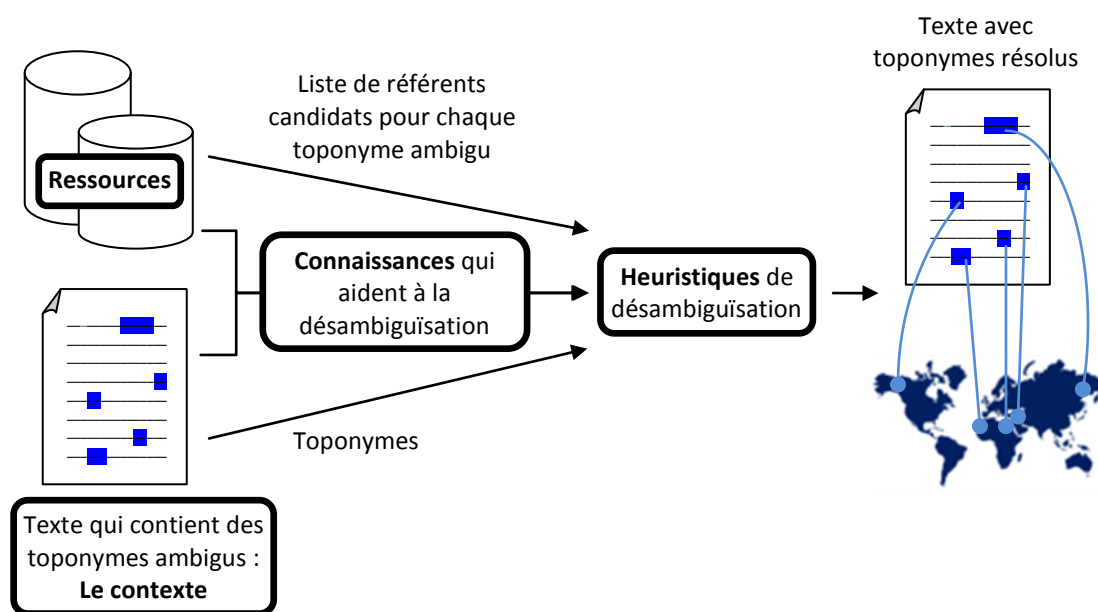 Texte avec
toponymes résolus
Liste de référents
candidats pour chaque
toponyme ambigu
Ressources
Connaissances qui
aident à la
désambiguïsation
Heuristiques de
désambiguïsation
Toponymes
Texte qui contient des
toponymes ambigus :
Le contexte